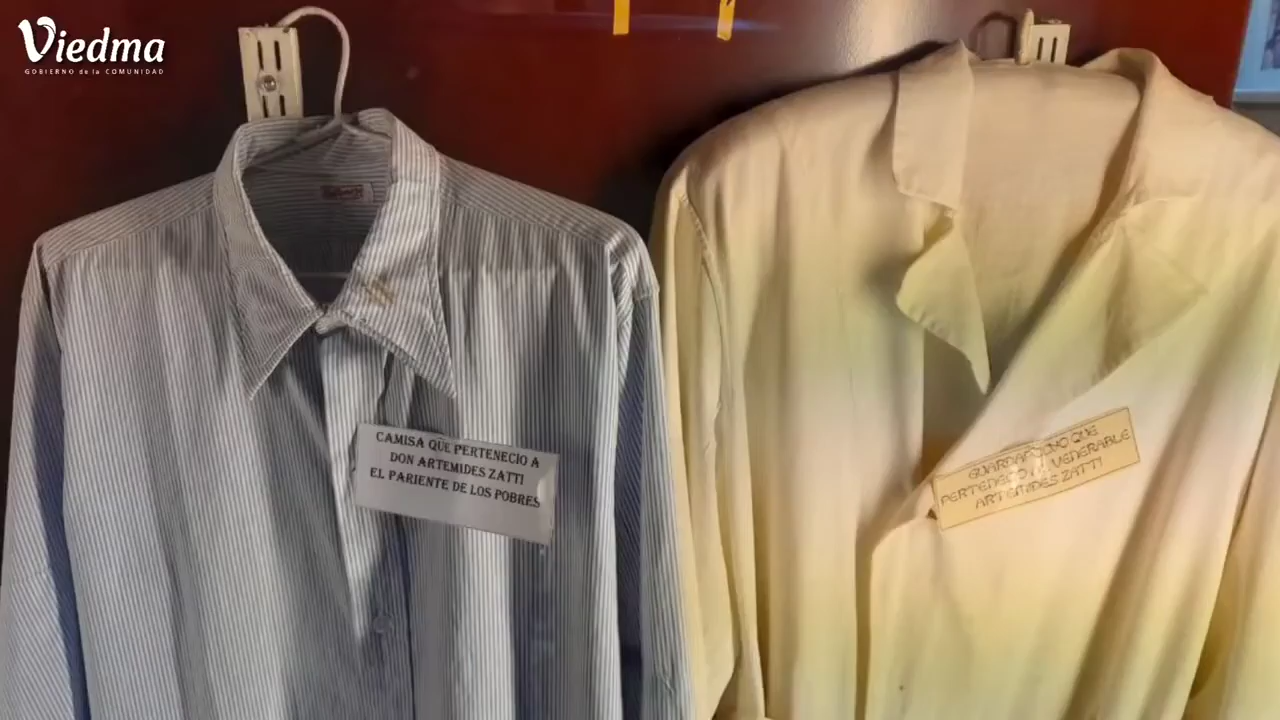 Viedma
GOBIERNO de la COMUNIDAD
CAMISA QUE PERTENECIO A
DON ARTEMIDES ZATTI
EL PARIENTE DE LOS POBRES
GUARDAPOLVO QUE
PERTENECIO AL VENERABLE
ARTEMIDES ZATTI